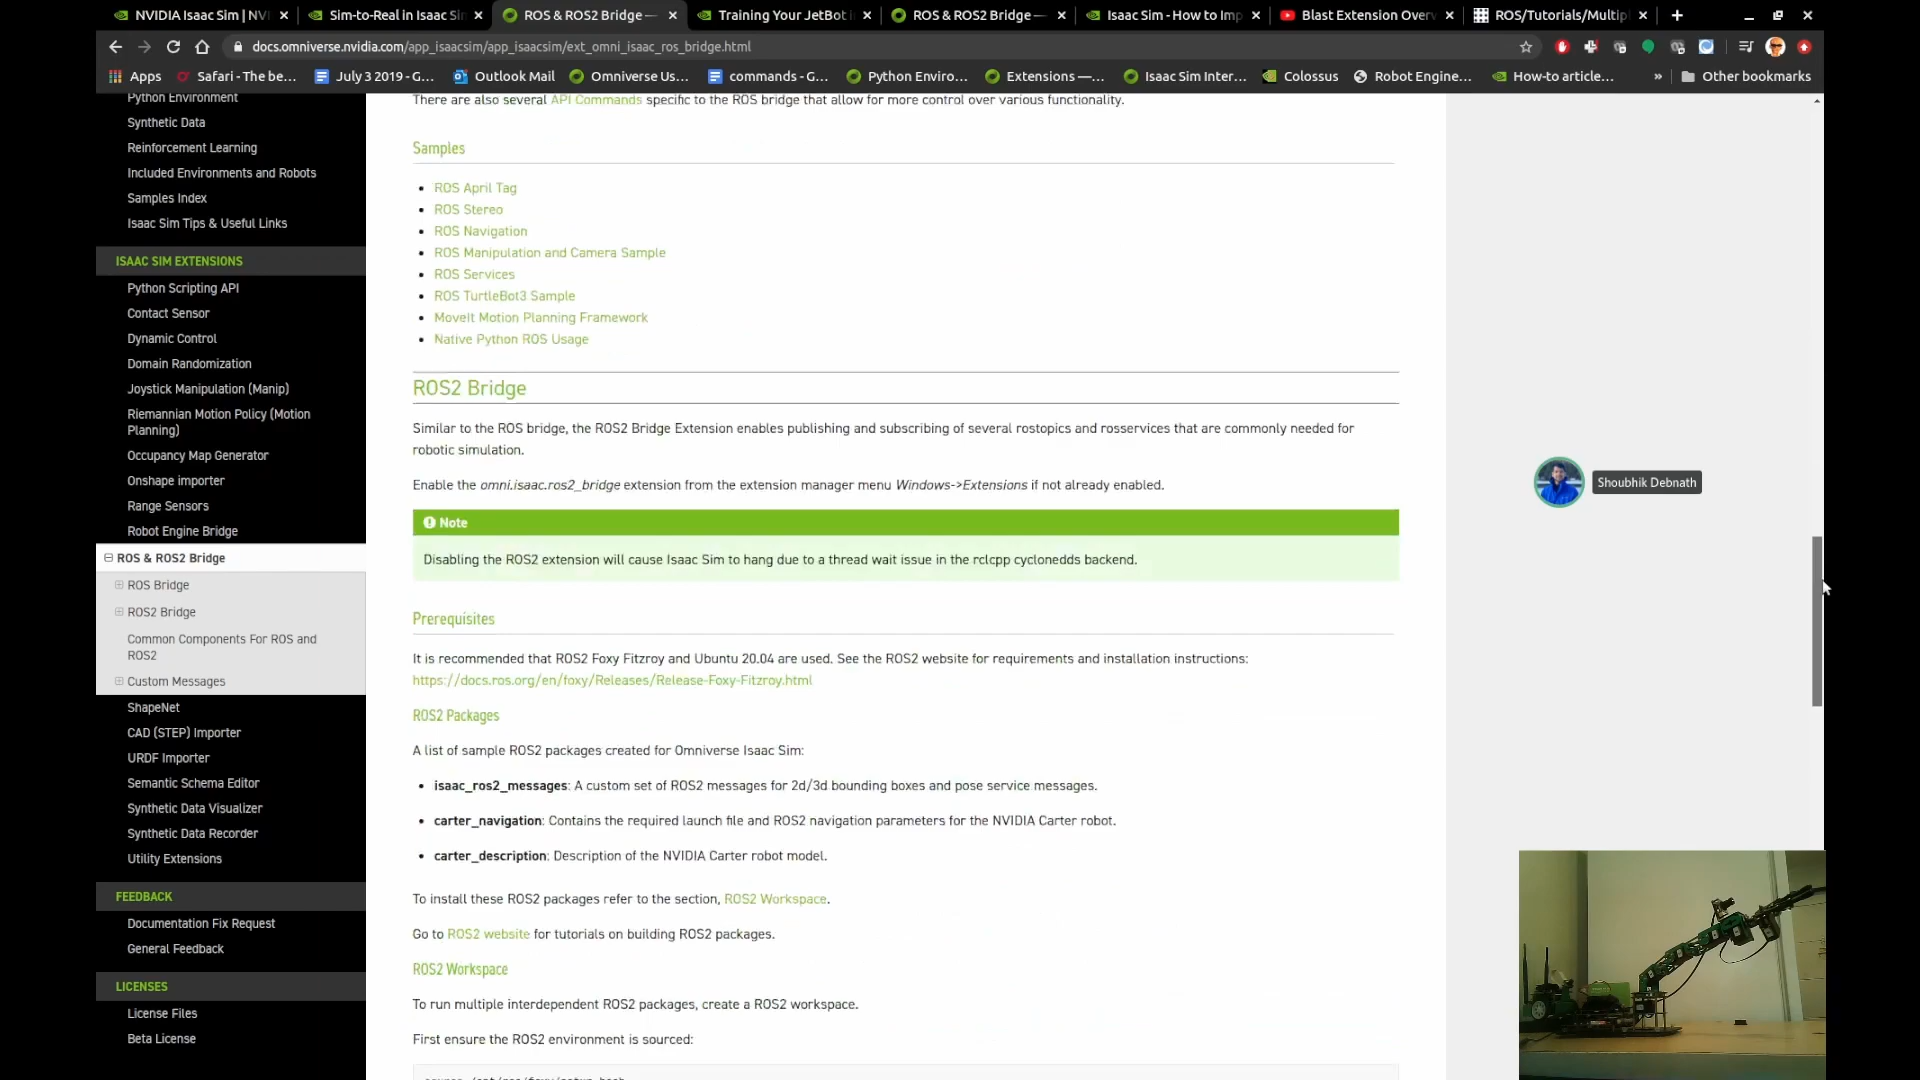 NVIDIA Isaac Sim | NVI
Sim-to-Real in Isaac Sim
ROS & ROS2 Bridge —
Training Your JetBot in
ROS & ROS2 Bridge —
Isaac Sim - How to Imp
Blast Extension Overv
ROS/Tutorials/Multip
docs.omniverse.nvidia.com/app_isaacsim/app_isaacsim/ext_omni_isaac_ros_bridge.html
Apps
Safari - The be...
July 3 2019 - G...
Outlook Mail
Omniverse Us...
commands - G...
Python Enviro...
Extensions —...
Isaac Sim Inter...
Colossus
Robot Engine...
How-to article...
»
Other bookmarks
Python Environment
Synthetic Data
Reinforcement Learning
Included Environments and Robots
Samples Index
Isaac Sim Tips & Useful Links
ISAAC SIM EXTENSIONS
Python Scripting API
Contact Sensor
Dynamic Control
Domain Randomization
Joystick Manipulation (Manip)
Riemannian Motion Policy (Motion
Planning)
Occupancy Map Generator
Onshape importer
Range Sensors
Robot Engine Bridge
ROS & ROS2 Bridge
ROS Bridge
ROS2 Bridge
Common Components For ROS and
ROS2
Custom Messages
ShapeNet
CAD (STEP) Importer
URDF Importer
Semantic Schema Editor
Synthetic Data Visualizer
Synthetic Data Recorder
Utility Extensions
FEEDBACK
Documentation Fix Request
General Feedback
LICENSES
License Files
Beta License
There are also several API Commands specific to the ROS bridge that allow for more control over various functionality.
Samples
• ROS April Tag
• ROS Stereo
• ROS Navigation
• ROS Manipulation and Camera Sample
• ROS Services
• ROS TurtleBot3 Sample
• MoveIt Motion Planning Framework
• Native Python ROS Usage
ROS2 Bridge
Similar to the ROS bridge, the ROS2 Bridge Extension enables publishing and subscribing of several rostopics and rosservices that are commonly needed for
robotic simulation.
Enable the omni.isaac.ros2_bridge extension from the extension manager menu Windows->Extensions if not already enabled.
Note
Disabling the ROS2 extension will cause Isaac Sim to hang due to a thread wait issue in the rclcpp cyclonedds backend.
Prerequisites
It is recommended that ROS2 Foxy Fitzroy and Ubuntu 20.04 are used. See the ROS2 website for requirements and installation instructions:
https://docs.ros.org/en/foxy/Releases/Release-Foxy-Fitzroy.html
ROS2 Packages
A list of sample ROS2 packages created for Omniverse Isaac Sim:
• isaac_ros2_messages: A custom set of ROS2 messages for 2d/3d bounding boxes and pose service messages.
• carter_navigation: Contains the required launch file and ROS2 navigation parameters for the NVIDIA Carter robot.
• carter_description: Description of the NVIDIA Carter robot model.
To install these ROS2 packages refer to the section, ROS2 Workspace.
Go to ROS2 website for tutorials on building ROS2 packages.
ROS2 Workspace
To run multiple interdependent ROS2 packages, create a ROS2 workspace.
First ensure the ROS2 environment is sourced:
Shoubhik Debnath